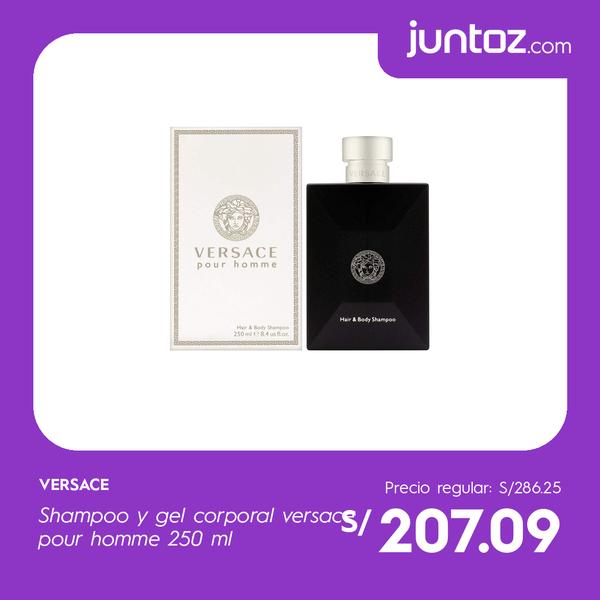 juntoz.com
VERSACE
VERSACE
pour homme
Hair & Body Shampoo
250 ml ℮ 8.4 us fl.oz.
Hair & Body Shampoo
VERSACE
Precio regular: S/286.25
Shampoo y gel corporal versace
pour homme 250 ml
S/ 207.09